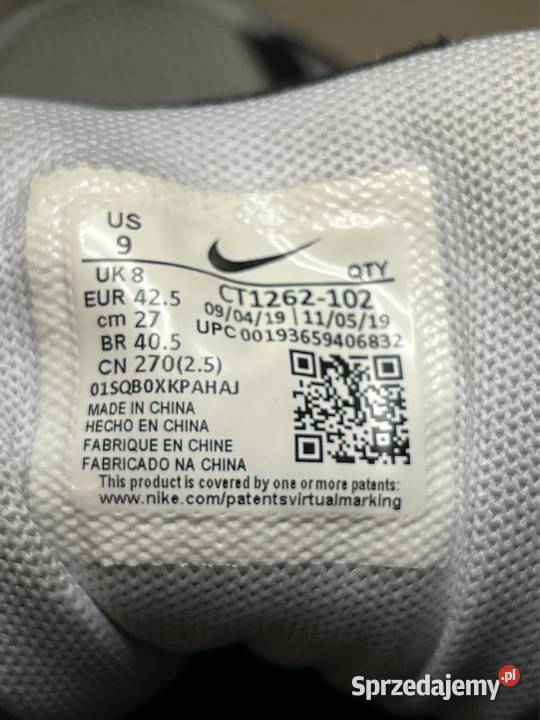 US
9
UK 8
EUR 42.5
cm 27
BR 40.5
CN 270(2.5)
QTY
CT1262-102
09/04/19 | 11/05/19
UPC 00193659406832
01SQB0XKPAHAJ
MADE IN CHINA
HECHO EN CHINA
FABRIQUE EN CHINE
FABRICADO NA CHINA
This product is covered by one or more patents:
www.nike.com/patentsvirtualmarking
Sprzedajemy.pl